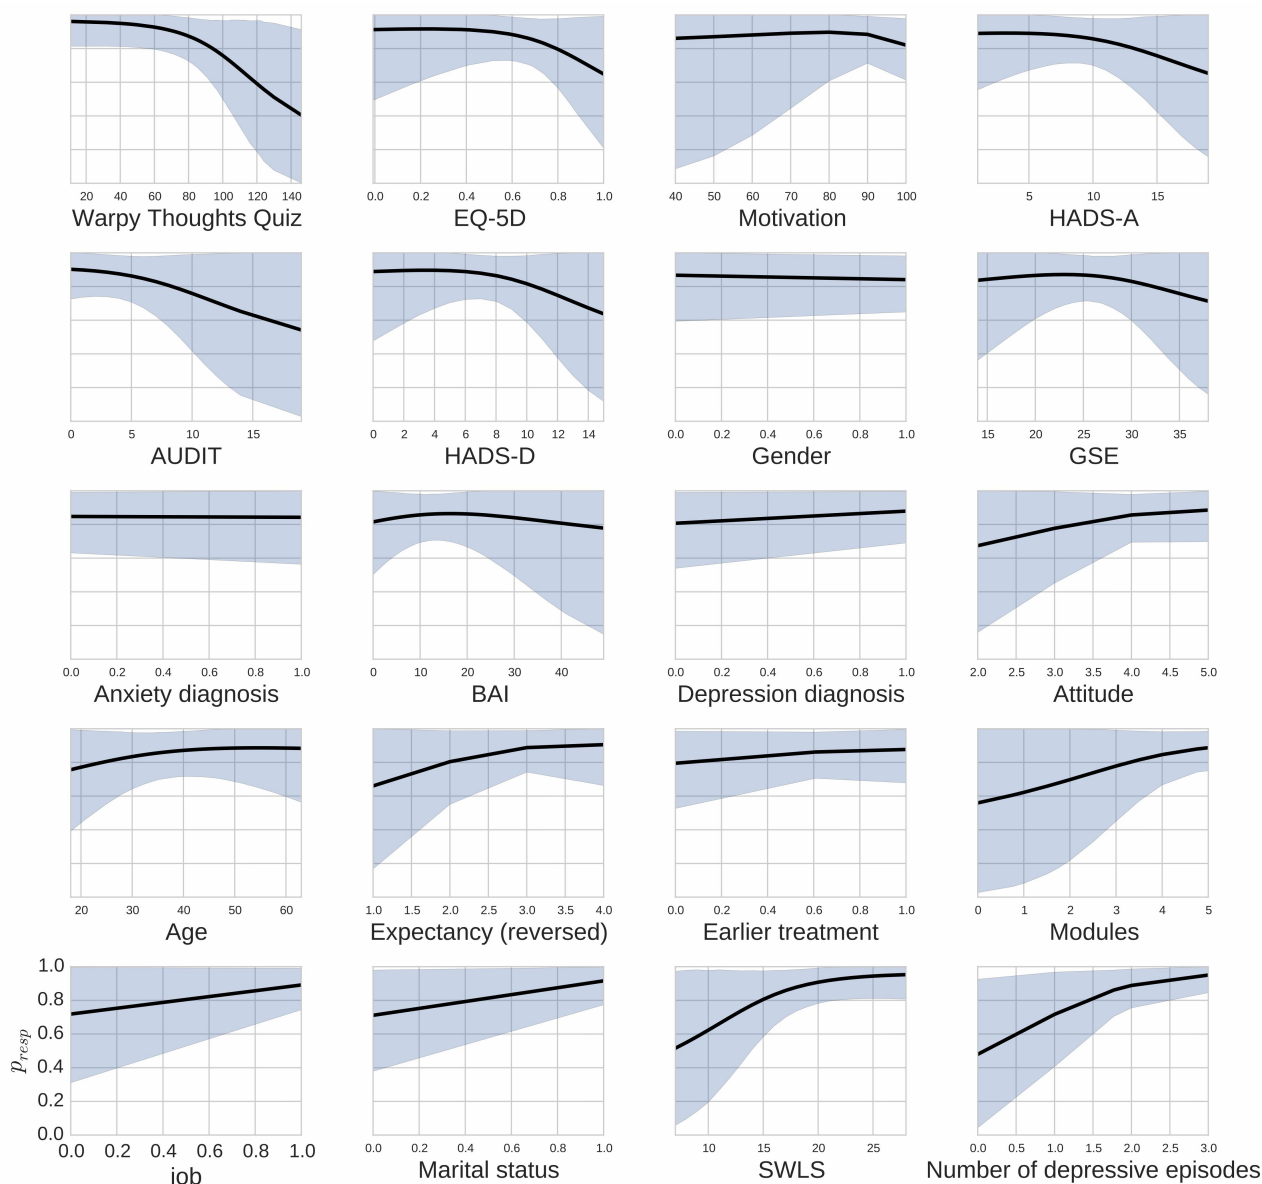 20 40 60 80 100 120 140
Warpy Thoughts Quiz
0.0 0.2 0.4 0.6 0.8 1.0
EQ-5D
40 50 60 70 80 90 100
Motivation
5 10 15
HADS-A
0 5 10 15
AUDIT
0 2 4 6 8 10 12 14
HADS-D
0.0 0.2 0.4 0.6 0.8 1.0
Gender
15 20 25 30 35
GSE
0.0 0.2 0.4 0.6 0.8 1.0
Anxiety diagnosis
0 10 20 30 40
BAI
0.0 0.2 0.4 0.6 0.8 1.0
Depression diagnosis
2.0 2.5 3.0 3.5 4.0 4.5 5.0
Attitude
20 30 40 50 60
Age
1.0 1.5 2.0 2.5 3.0 3.5 4.0
Expectancy (reversed)
0.0 0.2 0.4 0.6 0.8 1.0
Earlier treatment
0 1 2 3 4 5
Modules
1.0
0.8
0.6
0.4
0.2
0.0
p_resp
0.0 0.2 0.4 0.6 0.8 1.0
job
0.0 0.2 0.4 0.6 0.8 1.0
Marital status
10 15 20 25
SWLS
0.0 0.5 1.0 1.5 2.0 2.5 3.0
Number of depressive episodes